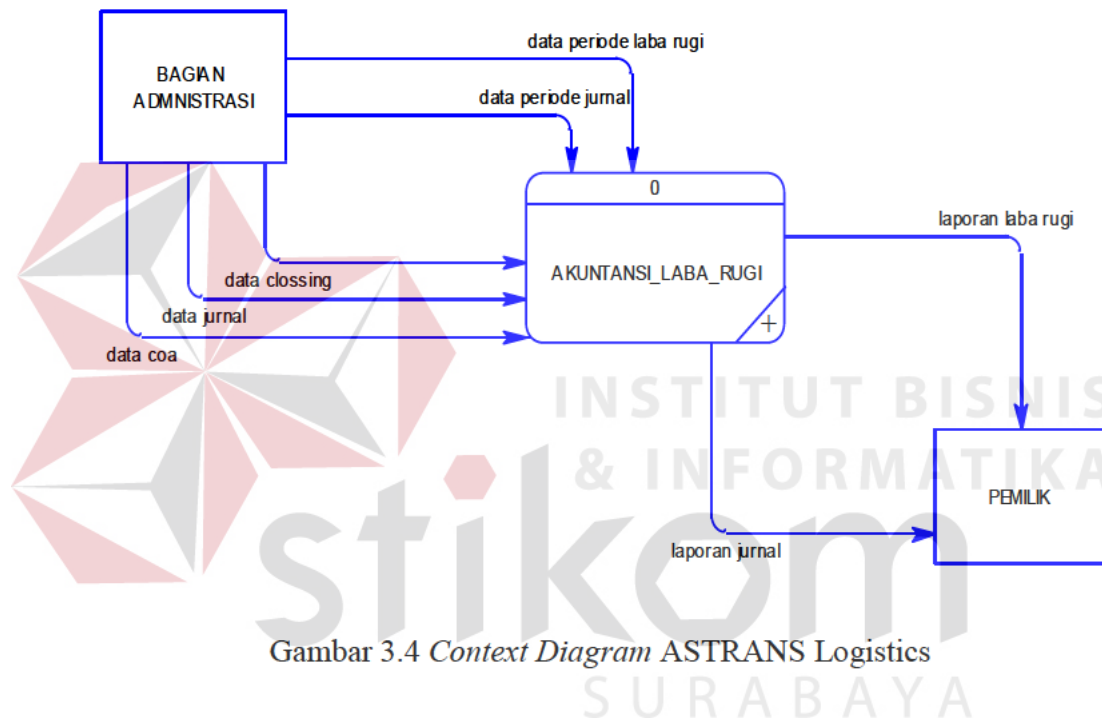 BAGIAN
ADMNISTRASI
data periode laba rugi
data periode jurnal
0
AKUNTANSI_LABA_RUGI
+
laporan laba rugi
data clossing
data jurnal
data coa
INSTITUT BISNIS
& INFORMATIKA
stikom
PEMILIK
laporan jurnal
Gambar 3.4 Context Diagram ASTRANS Logistics
SURABAYA